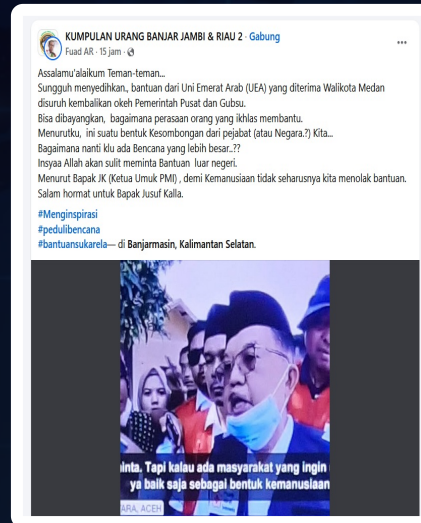 KUMPULAN URANG BANJAR JAMBI & RIAU 2 · Gabung
Fuad AR · 15 jam ·
Assalamu'alaikum Teman-teman...
Sungguh menyedihkan., bantuan dari Uni Emerat Arab (UEA) yang diterima Walikota Medan
disuruh kembalikan okeh Pemerintah Pusat dan Gubsu.
Bisa dibayangkan, bagaimana perasaan orang yang ikhlas membantu.
Menurutku, ini suatu bentuk Kesombongan dari pejabat (atau Negara.?) Kita...
Bagaimana nanti klu ada Bencana yang lebih besar..??
Insyaa Allah akan sulit meminta Bantuan luar negeri.
Menurut Bapak JK (Ketua Umuk PMI) , demi Kemanusiaan tidak seharusnya kita menolak bantuan.
Salam hormat untuk Bapak Jusuf Kalla.
#Menginspirasi
#pedulibencana
#bantuansukarela— di Banjarmasin, Kalimantan Selatan.
inta. Tapi kalau ada masyarakat yang ingin
ya baik saja sebagai bentuk kemanusiaan
ARA, ACEH